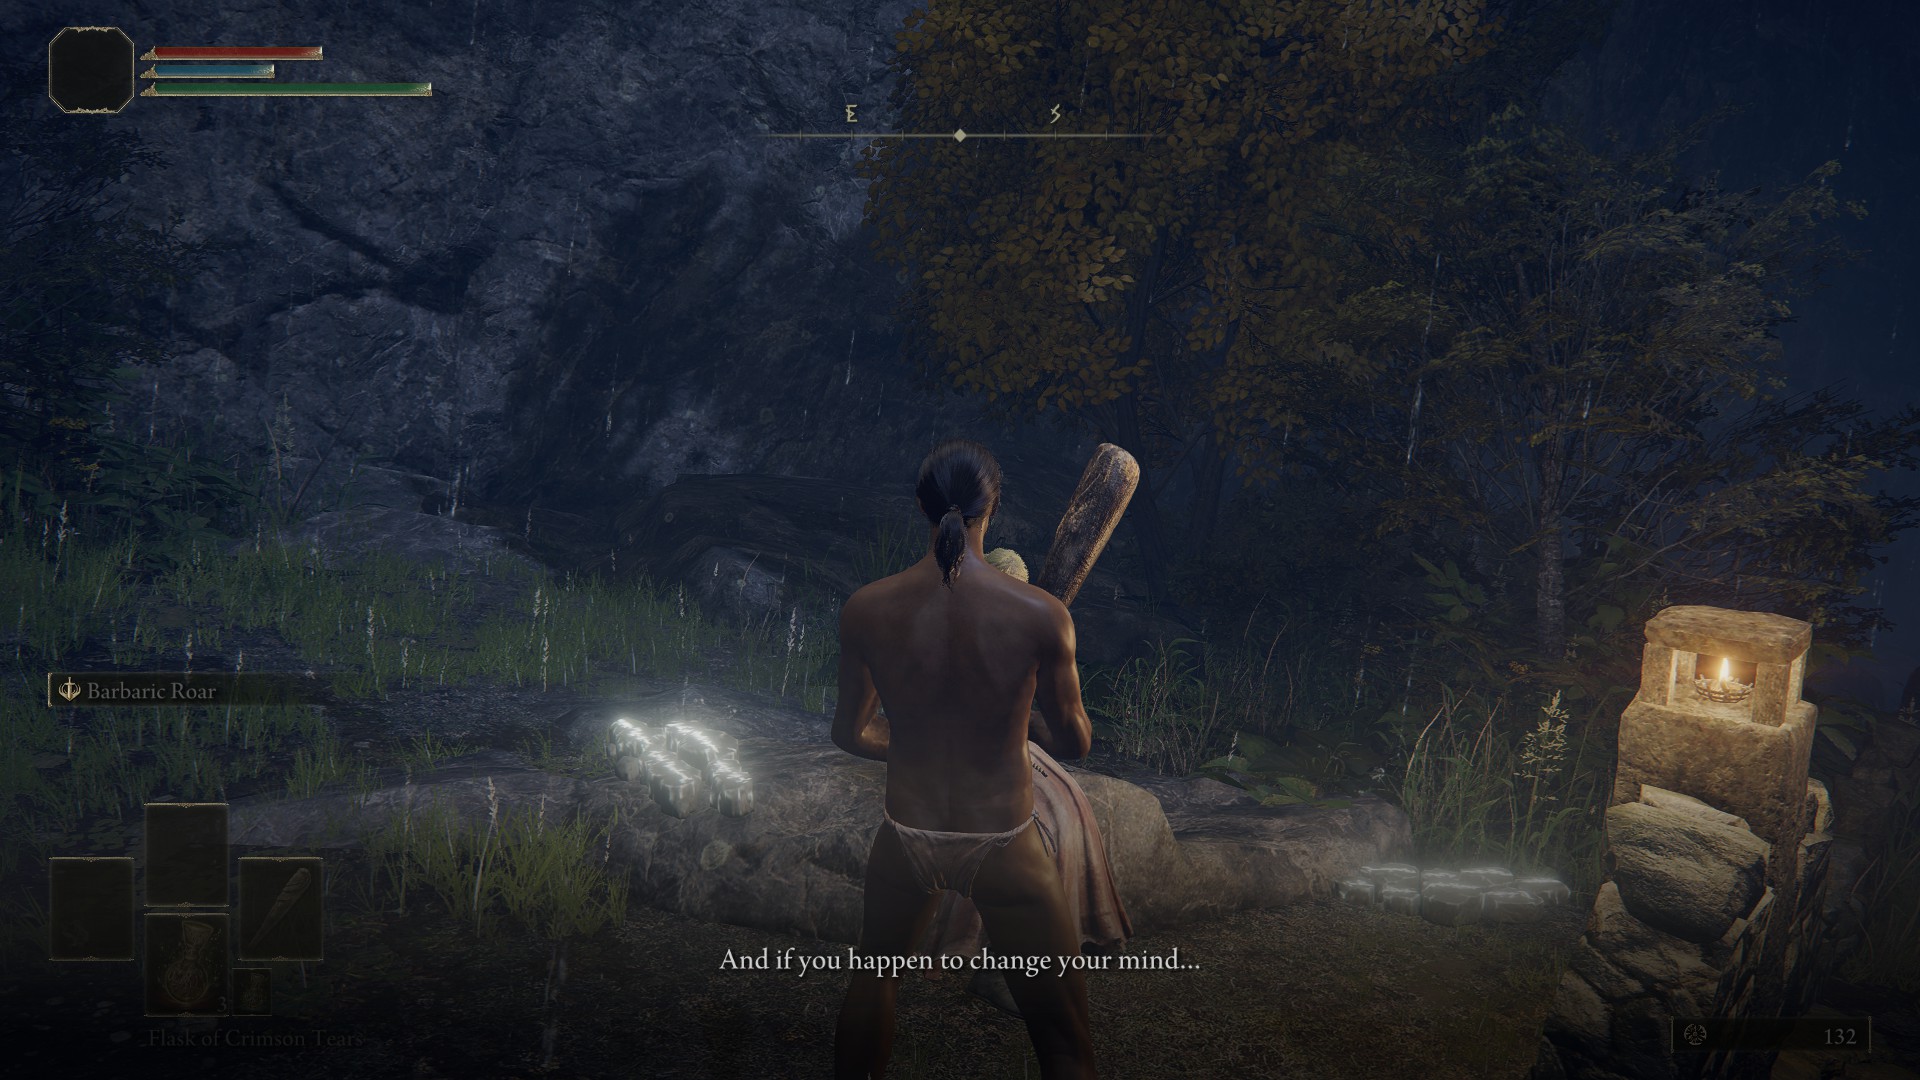 E S
Barbaric Roar
And if you happen to change your mind...
3
Flask of Crimson Tears
132